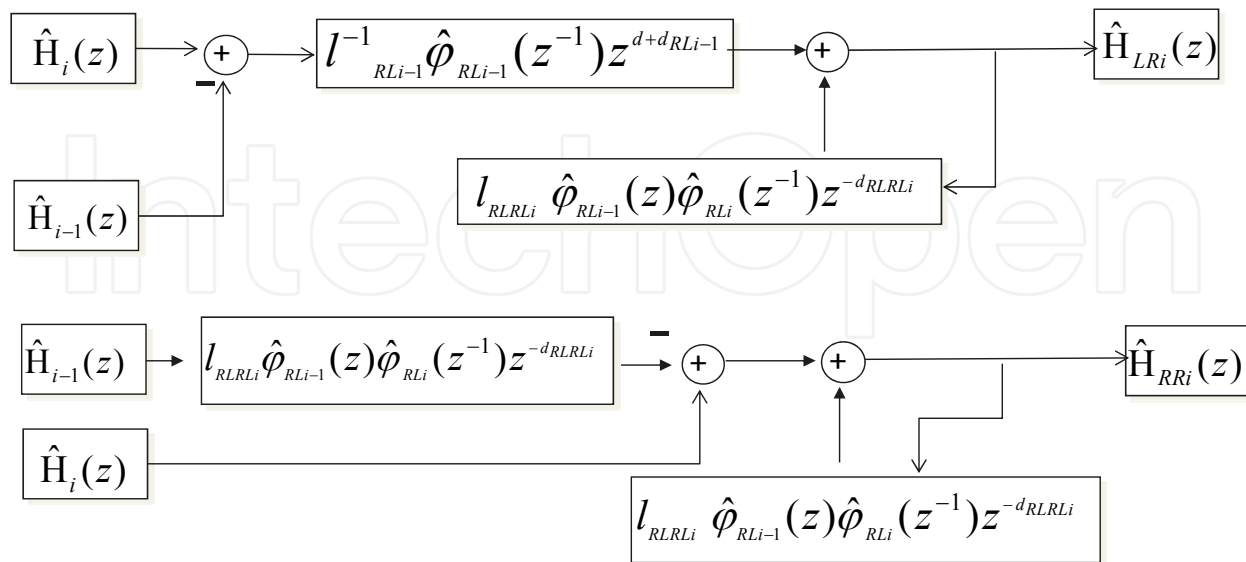 Ĥ_i(z)
+
l^{-1}_{RLi-1} φ̂_{RLi-1}(z^{-1}) z^{d+d_{RLi-1}}
+
Ĥ_{LRi}(z)
−
l_{RLRLi} φ̂_{RLi-1}(z) φ̂_{RLi}(z^{-1}) z^{-d_{RLRLi}}
Ĥ_{i-1}(z)
IntechOpen
Ĥ_{i-1}(z)
l_{RLRLi} φ̂_{RLi-1}(z) φ̂_{RLi}(z^{-1}) z^{-d_{RLRLi}}
−
+
+
Ĥ_{RRi}(z)
Ĥ_i(z)
l_{RLRLi} φ̂_{RLi-1}(z) φ̂_{RLi}(z^{-1}) z^{-d_{RLRLi}}